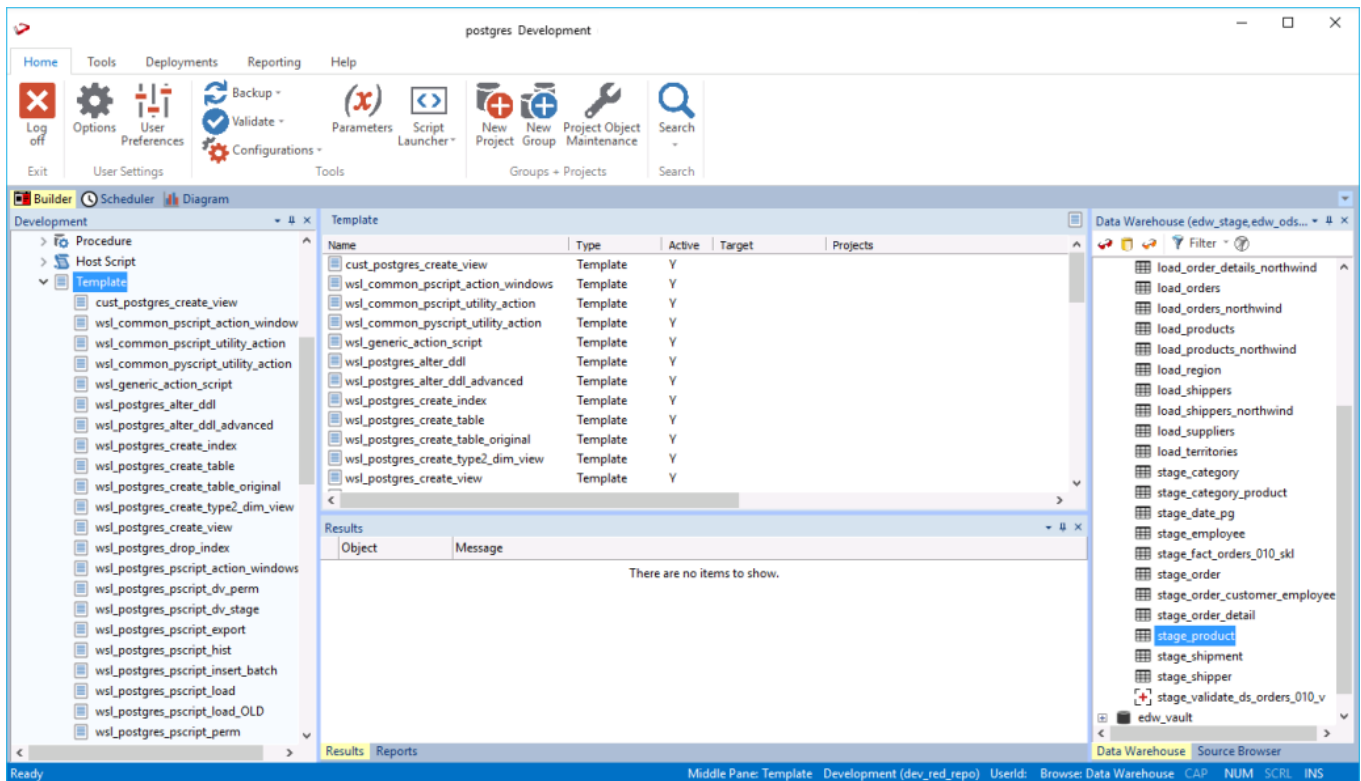 postgres Development
Home Tools Deployments Reporting Help
Log off
Options
User Preferences
Backup
Validate
Configurations
Parameters
Script Launcher
New Project
New Group
Project Object Maintenance
Search
Exit User Settings Tools Groups + Projects Search
Builder Scheduler Diagram
Development
Procedure
Host Script
Template
cust_postgres_create_view
wsl_common_pscript_action_window
wsl_common_pscript_utility_action
wsl_common_pyscript_utility_action
wsl_generic_action_script
wsl_postgres_alter_ddl
wsl_postgres_alter_ddl_advanced
wsl_postgres_create_index
wsl_postgres_create_table
wsl_postgres_create_table_original
wsl_postgres_create_type2_dim_view
wsl_postgres_create_view
wsl_postgres_drop_index
wsl_postgres_pscript_action_windows
wsl_postgres_pscript_dv_perm
wsl_postgres_pscript_dv_stage
wsl_postgres_pscript_export
wsl_postgres_pscript_hist
wsl_postgres_pscript_insert_batch
wsl_postgres_pscript_load
wsl_postgres_pscript_load_OLD
wsl_postgres_pscript_perm
Template
Name Type Active Target Projects
cust_postgres_create_view Template Y
wsl_common_pscript_action_windows Template Y
wsl_common_pscript_utility_action Template Y
wsl_common_pyscript_utility_action Template Y
wsl_generic_action_script Template Y
wsl_postgres_alter_ddl Template Y
wsl_postgres_alter_ddl_advanced Template Y
wsl_postgres_create_index Template Y
wsl_postgres_create_table Template Y
wsl_postgres_create_table_original Template Y
wsl_postgres_create_type2_dim_view Template Y
wsl_postgres_create_view Template Y
Results
Object Message
There are no items to show.
Results Reports
Data Warehouse (edw_stage,edw_ods...
Filter
load_order_details_northwind
load_orders
load_orders_northwind
load_products
load_products_northwind
load_region
load_shippers
load_shippers_northwind
load_suppliers
load_territories
stage_category
stage_category_product
stage_date_pg
stage_employee
stage_fact_orders_010_skl
stage_order
stage_order_customer_employee
stage_order_detail
stage_product
stage_shipment
stage_shipper
stage_validate_ds_orders_010_v
edw_vault
Data Warehouse Source Browser
Ready Middle Pane: Template Development (dev_red_repo) UserId: Browse: Data Warehouse CAP NUM SCRL INS